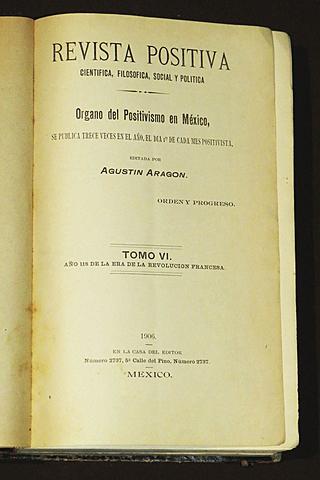 REVISTA POSITIVA
CIENTIFICA, FILOSOFICA, SOCIAL Y POLITICA
Organo del Positivismo en México,
SE PUBLICA TRECE VECES EN EL AÑO, EL DIA 1º DE CADA MES POSITIVISTA,
EDITADA POR
AGUSTIN ARAGON.
ORDEN Y PROGRESO.
TOMO VI.
AÑO 118 DE LA ERA DE LA REVOLUCION FRANCESA.
1906.
EN LA CASA DEL EDITOR
Número 2737, 5ª Calle del Pino, Número 2737.
MEXICO.